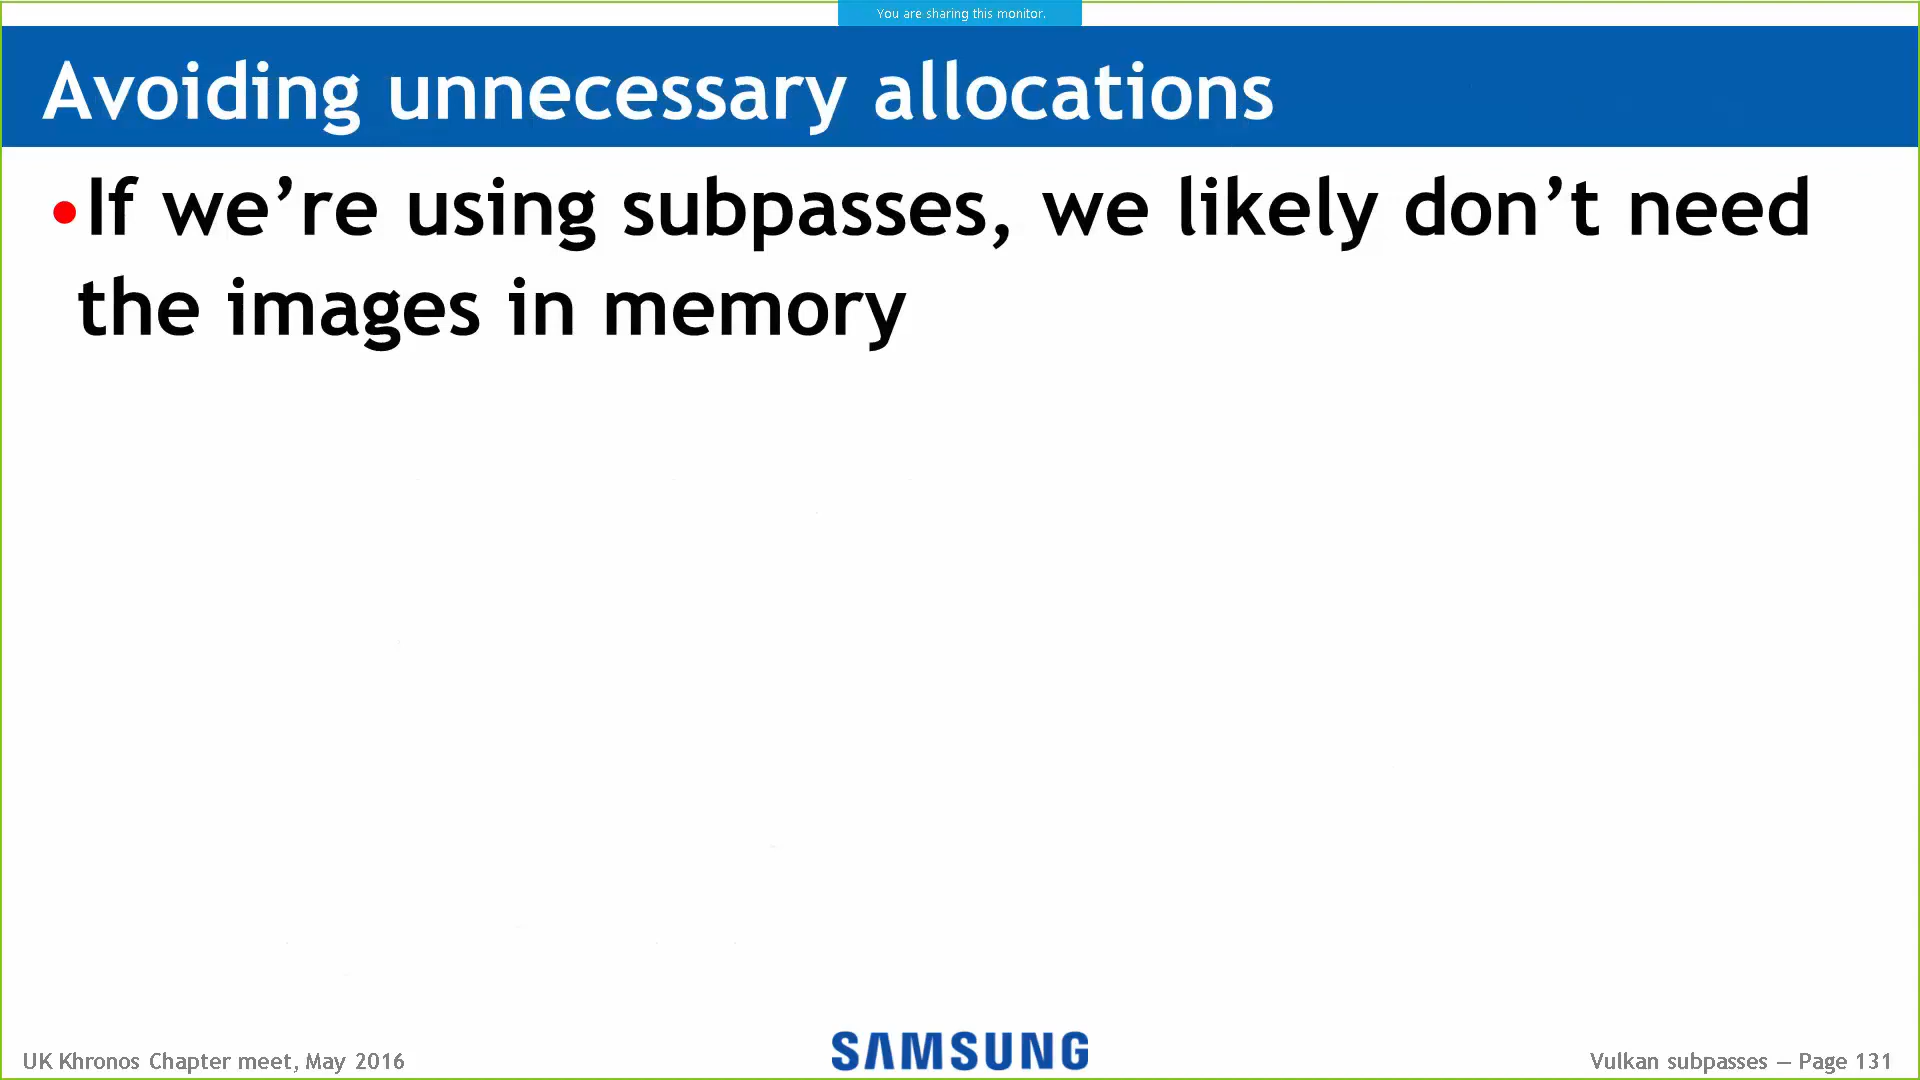 You are sharing this monitor.
Avoiding unnecessary allocations
•If we’re using subpasses, we likely don’t need
the images in memory
UK Khronos Chapter meet, May 2016
SAMSUNG
Vulkan subpasses — Page 131